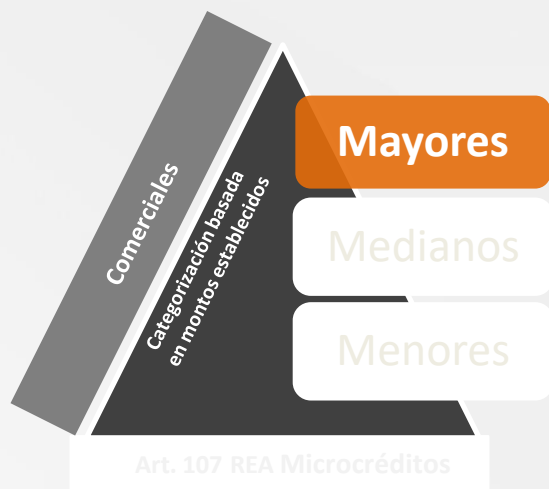 Comerciales
Categorización basada
en montos establecidos
Mayores
Medianos
Menores
Art. 107 REA Microcréditos